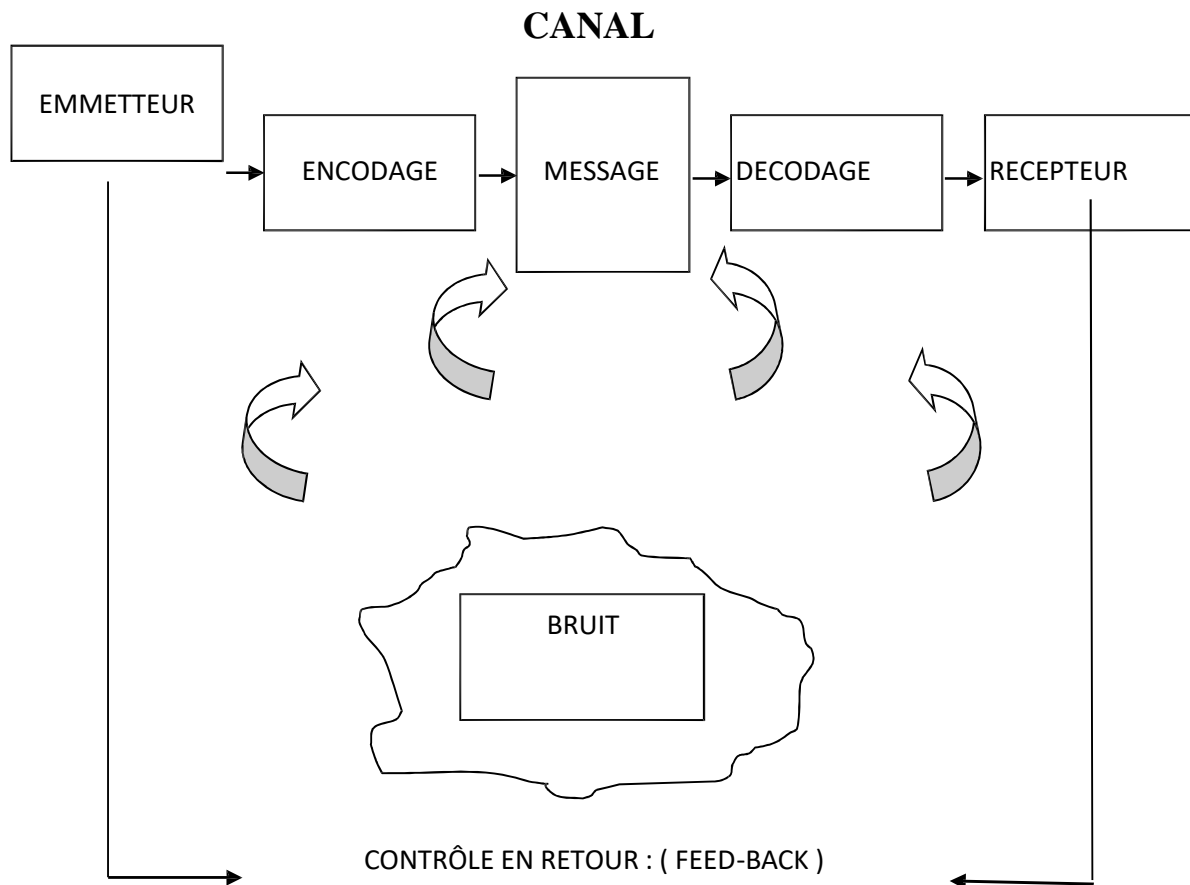 CANAL
EMMETTEUR
ENCODAGE
MESSAGE
DECODAGE
RECEPTEUR
BRUIT
CONTRÔLE EN RETOUR : ( FEED-BACK )